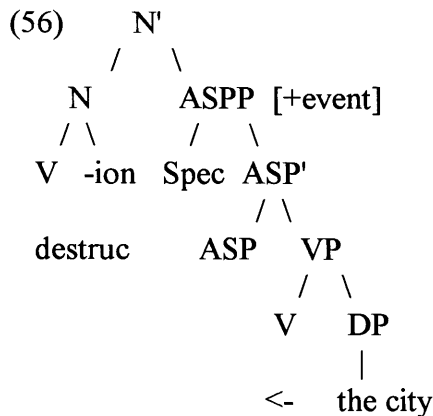 (56) N'
/ \
N ASPP [+event]
/ \ / \
V -ion Spec ASP'
/ \
destruc ASP VP
/ \
V DP
|
<- the city